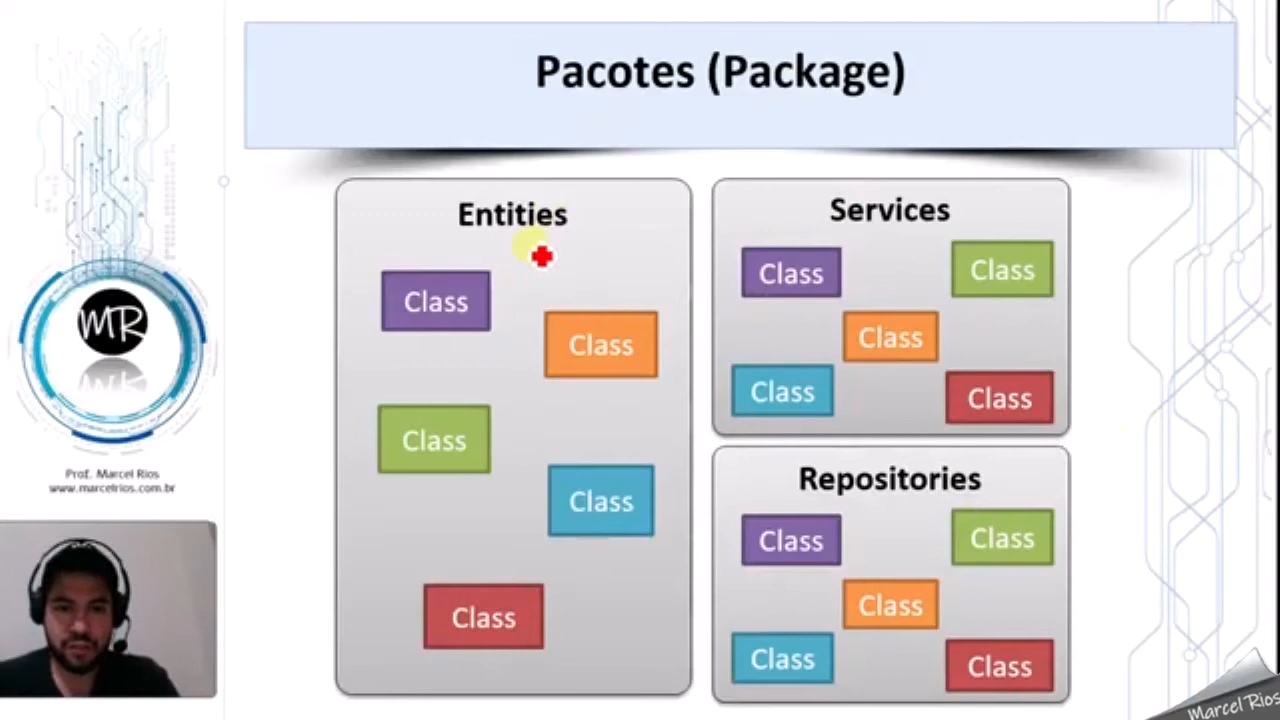 Pacotes (Package)
Entities
Class
Class
Class
Class
Class
Services
Class
Class
Class
Class
Class
Repositories
Class
Class
Class
Class
Class
MR
Prof. Marcel Rios
www.marcelrios.com.br
Marcel Rios